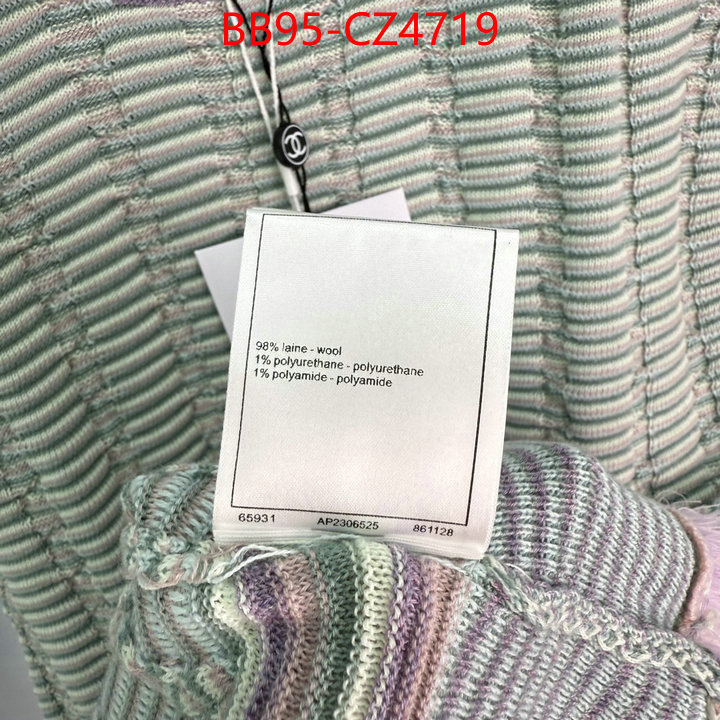 BB95-CZ4719
98% laine - wool
1% polyurethane - polyurethane
1% polyamide - polyamide
65931 AP2306525 861128